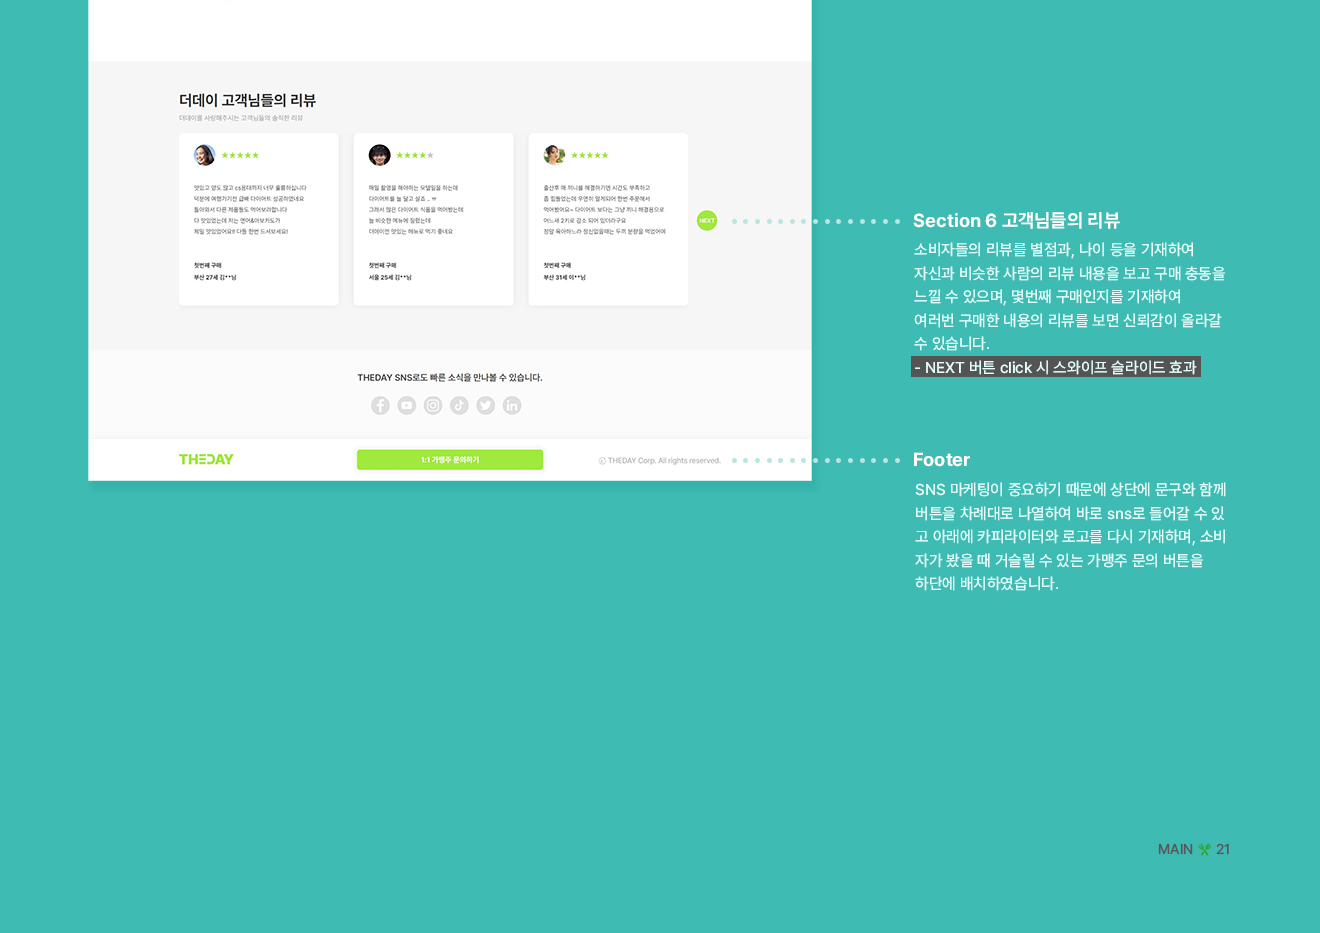 더데이 고객님들의 리뷰
더데이를 사랑해주시는 고객님들의 솔직한 리뷰
맛있고 양도 많고 cs응대까지 너무 훌륭하십니다
덕분에 여행가기전 급빠 다이어트 성공하였네요
돌아와서 다른 제품들도 먹어보려합니다
다 맛있었는데 저는 연어&아보카도가
제일 맛있었어요!! 다들 한번 드셔보세요!
첫번째 구매
부산 27세 김**님
매일 촬영을 해야하는 모델일을 하는데
다이어트를 늘 달고 살죠 .. ㅠ
그래서 많은 다이어트 식품을 먹어봤는데
늘 비슷한 메뉴에 질렸는데
더데이껀 맛있는 메뉴로 먹기 좋네요
첫번째 구매
서울 25세 김**님
출산후 매 끼니를 해결하기엔 시간도 부족하고
좀 힘들었는데 우연히 알게되어 한번 주문해서
먹어봤어요~ 다이어트 보다는 그냥 끼니 해결용으로
어느새 2키로 감소 되어 있더라구요
정말 육아하느라 정신없을때는 두끼 분량을 먹었어여
첫번째 구매
부산 31세 이**님
NEXT
Section 6 고객님들의 리뷰
소비자들의 리뷰를 별점과, 나이 등을 기재하여
자신과 비슷한 사람의 리뷰 내용을 보고 구매 충동을
느낄 수 있으며, 몇번째 구매인지를 기재하여
여러번 구매한 내용의 리뷰를 보면 신뢰감이 올라갈
수 있습니다.
- NEXT 버튼 click 시 스와이프 슬라이드 효과
THEDAY SNS로도 빠른 소식을 만나볼 수 있습니다.
THEDAY
1:1 가맹주 문의하기
ⓒ THEDAY Corp. All rights reserved.
Footer
SNS 마케팅이 중요하기 때문에 상단에 문구와 함께
버튼을 차례대로 나열하여 바로 sns로 들어갈 수 있
고 아래에 카피라이터와 로고를 다시 기재하며, 소비
자가 봤을 때 거슬릴 수 있는 가맹주 문의 버튼을
하단에 배치하였습니다.
MAIN 21